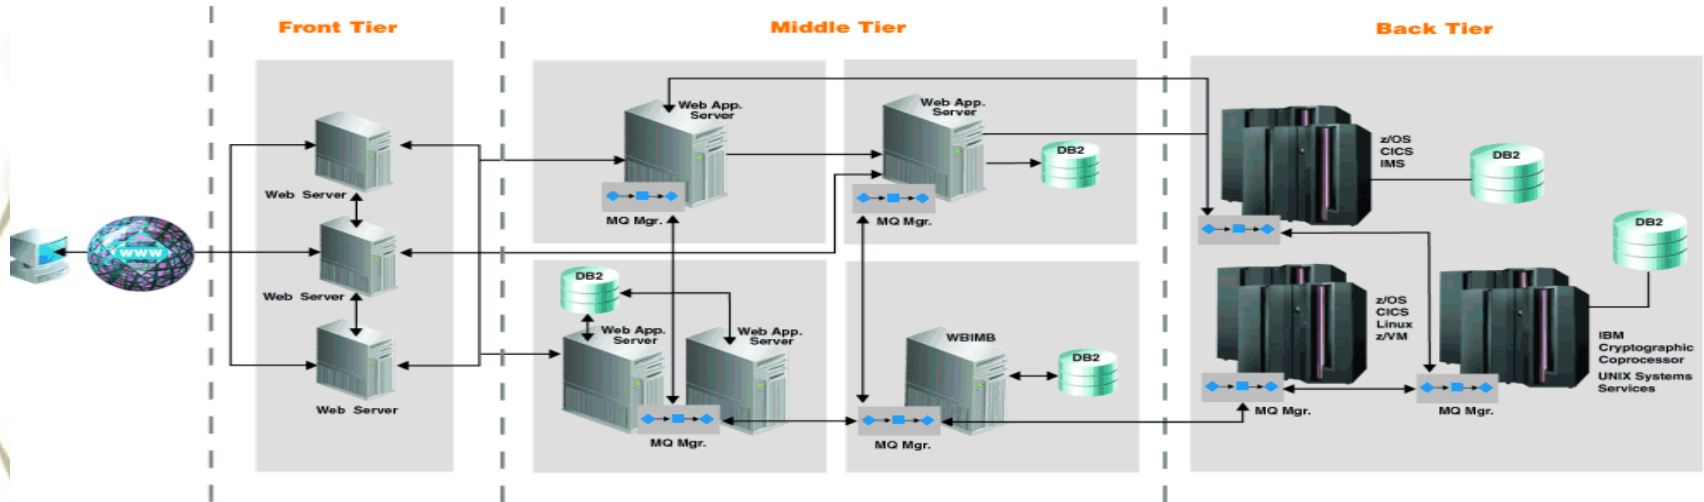 Front Tier
Middle Tier
Back Tier
www
Web Server
Web Server
Web Server
Web App.
Server
MQ Mgr.
Web App.
Server
DB2
MQ Mgr.
DB2
Web App.
Server
Web App.
Server
MQ Mgr.
WBIMB
DB2
MQ Mgr.
z/OS
CICS
IMS
DB2
DB2
z/OS
CICS
Linux
z/VM
MQ Mgr.
MQ Mgr.
IBM
Cryptographic
Coprocessor
UNIX Systems
Services